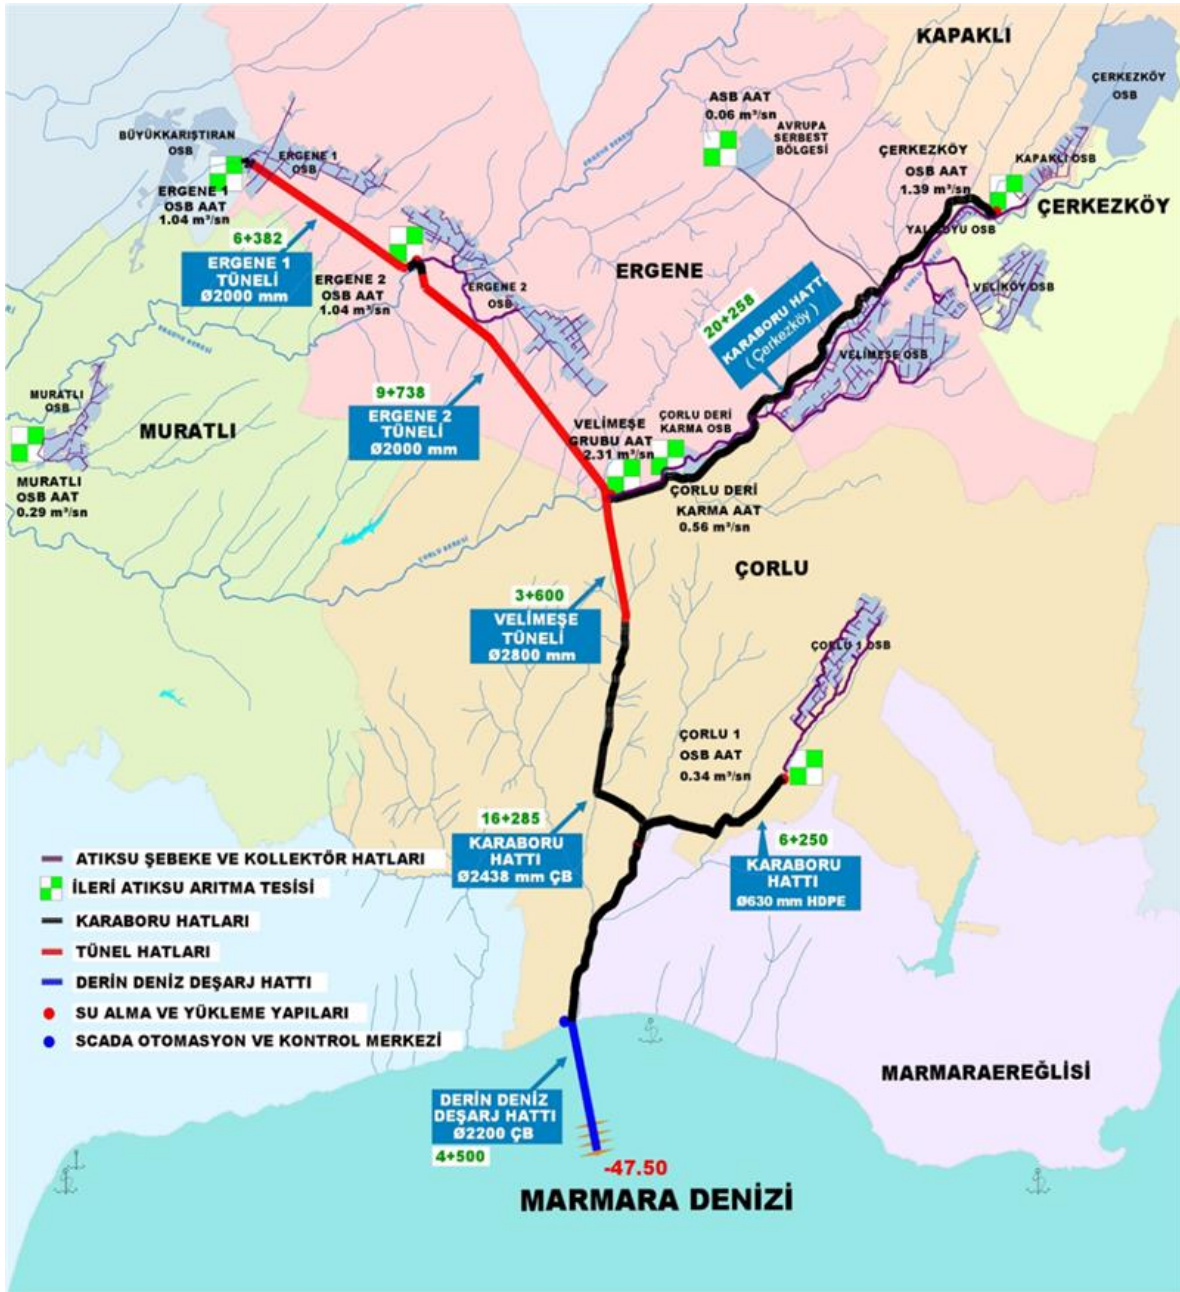 KAPAKLI
ÇERKEZKÖY
OSB
ASB AAT
0.06 m³/sn
AVRUPA
SERBEST
BÖLGESİ
BÜYÜKKARIŞTIRAN
OSB
ERGENE 1
OSB
ERGENE 1
OSB AAT
1.04 m³/sn
ÇERKEZKÖY
OSB AAT
1.39 m³/sn
KAPAKLI OSB
ÇERKEZKÖY
YALIKOYU OSB
6+382
ERGENE 1
TÜNELİ
Ø2000 mm
ERGENE 2
OSB AAT
1.04 m³/sn
ERGENE 2
OSB
ERGENE
VELİKÖY OSB
20+258
KARABORU HATTI
( Çerkezköy )
VELİMEŞE OSB
ERGENE DERESİ
MURATLI
OSB
MURATLI
MURATLI
OSB AAT
0.29 m³/sn
9+738
ERGENE 2
TÜNELİ
Ø2000 mm
VELİMEŞE
GRUBU AAT
2.31 m³/sn
ÇORLU DERİ
KARMA OSB
ÇORLU DERİ
KARMA AAT
0.56 m³/sn
ÇORLU DERESİ
ÇORLU
3+600
VELİMEŞE
TÜNELİ
Ø2800 mm
ÇORLU 1 OSB
ÇORLU 1
OSB AAT
0.34 m³/sn
16+285
KARABORU
HATTI
Ø2438 mm ÇB
6+250
KARABORU
HATTI
Ø630 mm HDPE
ATIKSU ŞEBEKE VE KOLLEKTÖR HATLARI
İLERİ ATIKSU ARITMA TESİSİ
KARABORU HATLARI
TÜNEL HATLARI
DERİN DENİZ DEŞARJ HATTI
SU ALMA VE YÜKLEME YAPILARI
SCADA OTOMASYON VE KONTROL MERKEZİ
MARMARAEREĞLİSİ
DERİN DENİZ
DEŞARJ HATTI
Ø2200 ÇB
4+500
-47.50
MARMARA DENİZİ